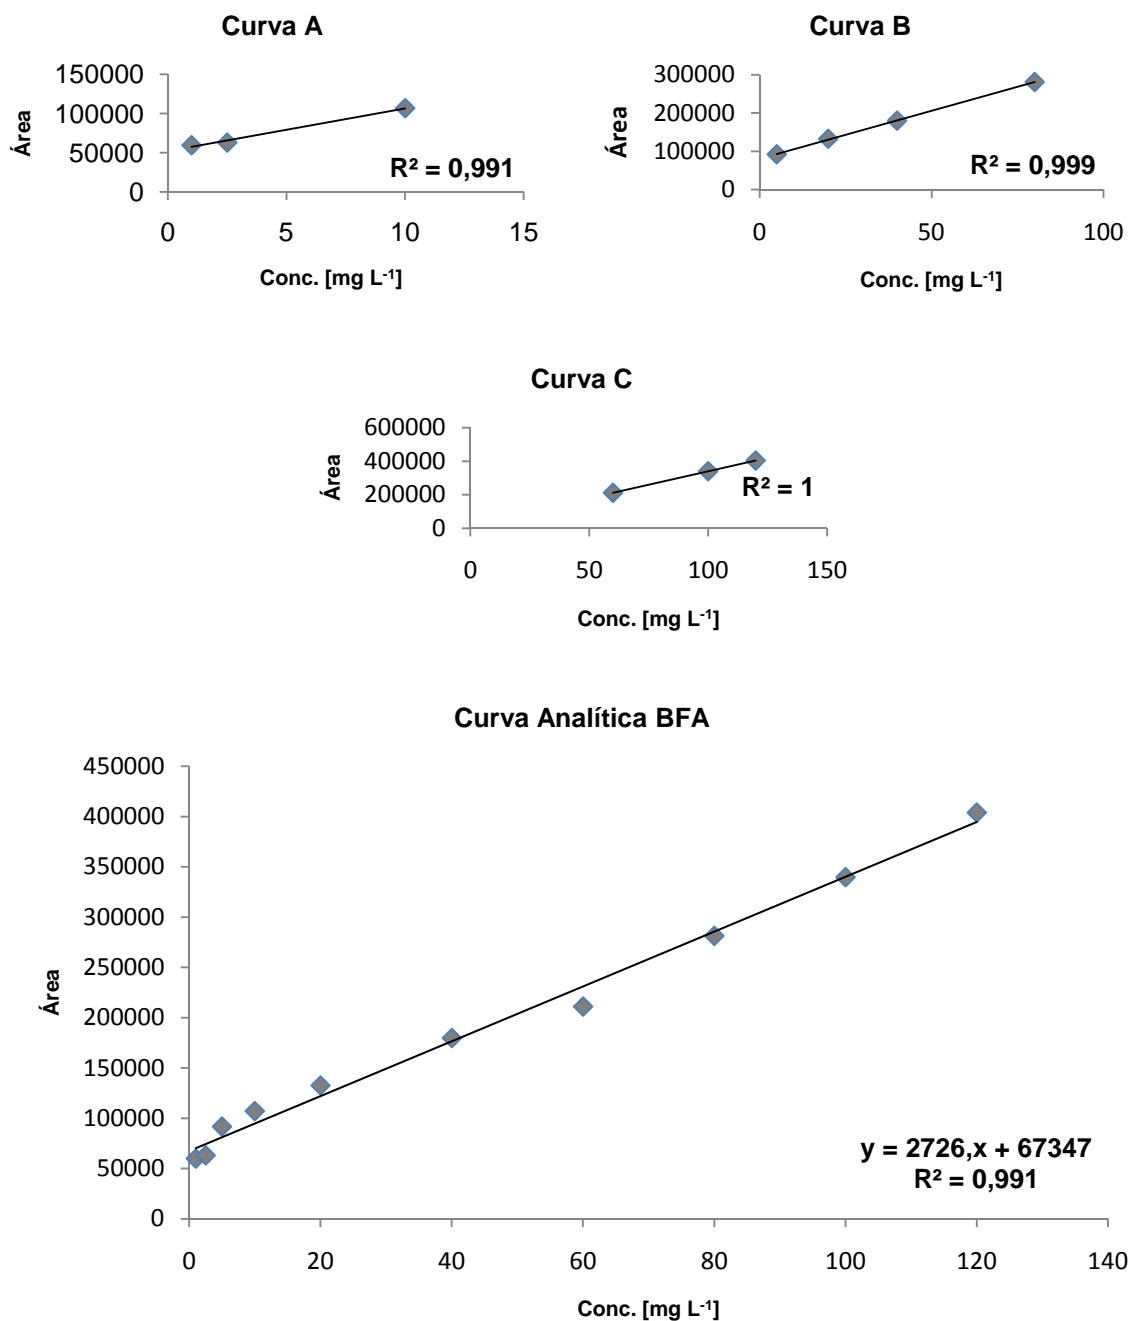 Curva A
150000
100000
50000
0
Área
R² = 0,991
0 5 10 15
Conc. [mg L⁻¹]
Curva B
300000
200000
100000
0
Área
R² = 0,999
0 50 100
Conc. [mg L⁻¹]
Curva C
600000
400000
200000
0
Área
R² = 1
0 50 100 150
Conc. [mg L⁻¹]
Curva Analítica BFA
450000
400000
350000
300000
250000
200000
150000
100000
50000
0
Área
y = 2726,x + 67347
R² = 0,991
0 20 40 60 80 100 120 140
Conc. [mg L⁻¹]